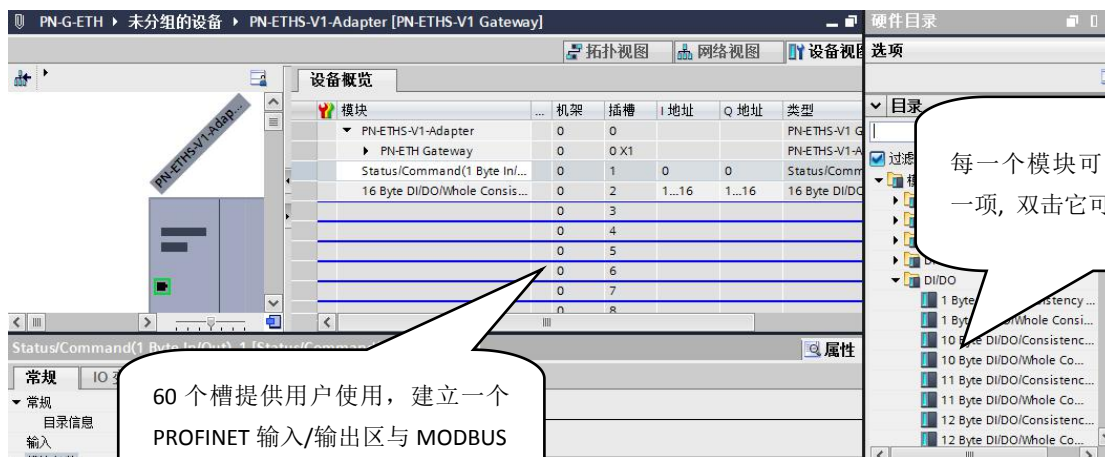 PN-G-ETH ▸ 未分组的设备 ▸ PN-ETHS-V1-Adapter [PN-ETHS-V1 Gateway]
拓扑视图 网络视图 设备视
设备概览
模块 ... 机架 插槽 I 地址 Q 地址 类型
PN-ETHS-V1-Adapter 0 0 PN-ETHS-V1 G
PN-ETH Gateway 0 0 X1 PN-ETHS-V1-A
Status/Command(1 Byte In/... 0 1 0 0 Status/Comm
16 Byte DI/DO/Whole Consis... 0 2 1...16 1...16 16 Byte DI/DO
0 3
0 4
0 5
0 6
0 7
0 8
PN-ETHS-V1-Adap...
Status/Command(1 Byte In/Out)_1 [Status/Comman
属性
常规 IO
常规
目录信息
输入
60 个槽提供用户使用，建立一个
PROFINET 输入/输出区与 MODBUS
硬件目录
选项
目录
过滤
每一个模块可
一项, 双击它可
DI/DO
1 Byte stency ...
1 Byt Whole Consi...
10 Byte DI/DO/Consistenc...
10 Byte DI/DO/Whole Co...
11 Byte DI/DO/Consistenc...
11 Byte DI/DO/Whole Co...
12 Byte DI/DO/Consistenc...
12 Byte DI/DO/Whole Co...